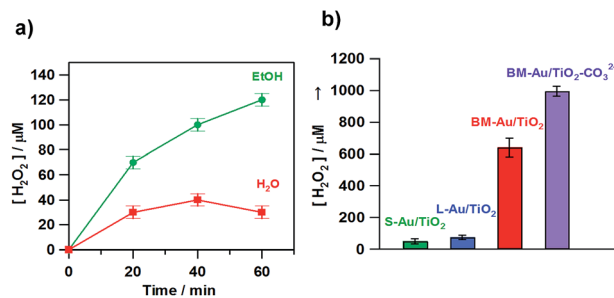 a)
[H₂O₂] / μM
140
120
100
80
60
40
20
0
EtOH
H₂O
0 20 40 60
Time / min
b)
[H₂O₂] / μM →
1200
1000
800
600
400
200
0
S-Au/TiO₂
L-Au/TiO₂
BM-Au/TiO₂
BM-Au/TiO₂-CO₃²